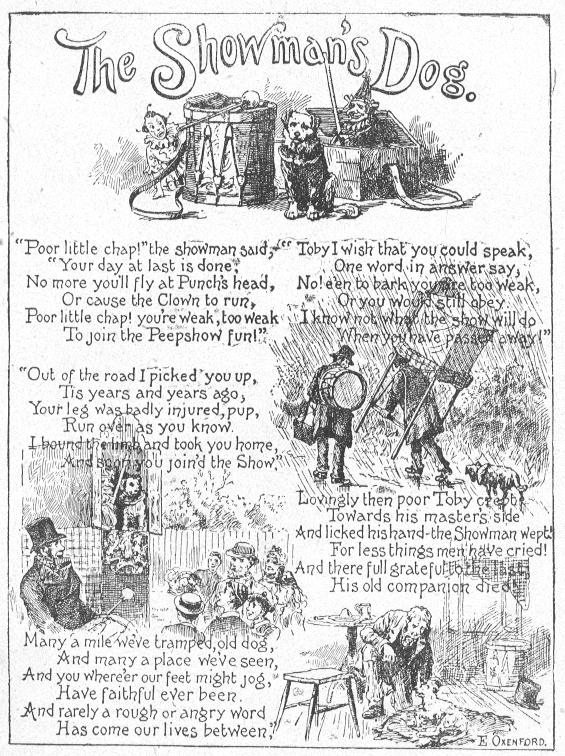 The Showman's Dog.
"Poor little chap!" the showman said,
"Your day at last is done,
No more you'll fly at Punch's head,
Or cause the Clown to run,
Poor little chap! you're weak, too weak
To join the Peepshow fun!"
"Out of the road I picked you up,
Tis years and years ago,
Your leg was badly injured, pup,
Run over as you know.
I bound the limb and took you home,
And soon you join'd the Show."
Many a mile we've tramped, old dog,
And many a place we've seen,
And you where'er our feet might jog,
Have faithful ever been.
And rarely a rough or angry word
Has come our lives between,"
"Toby I wish that you could speak,
One word in answer say,
No! e'en to bark you are too weak,
Or you would still obey.
I know not what the show will do
When you have passed away!"
Lovingly then poor Toby crept
Towards his master's side
And licked his hand – the Showman wept!
For less things men have cried!
And there full grateful to the last,
His old companion died.
E. OXENFORD.